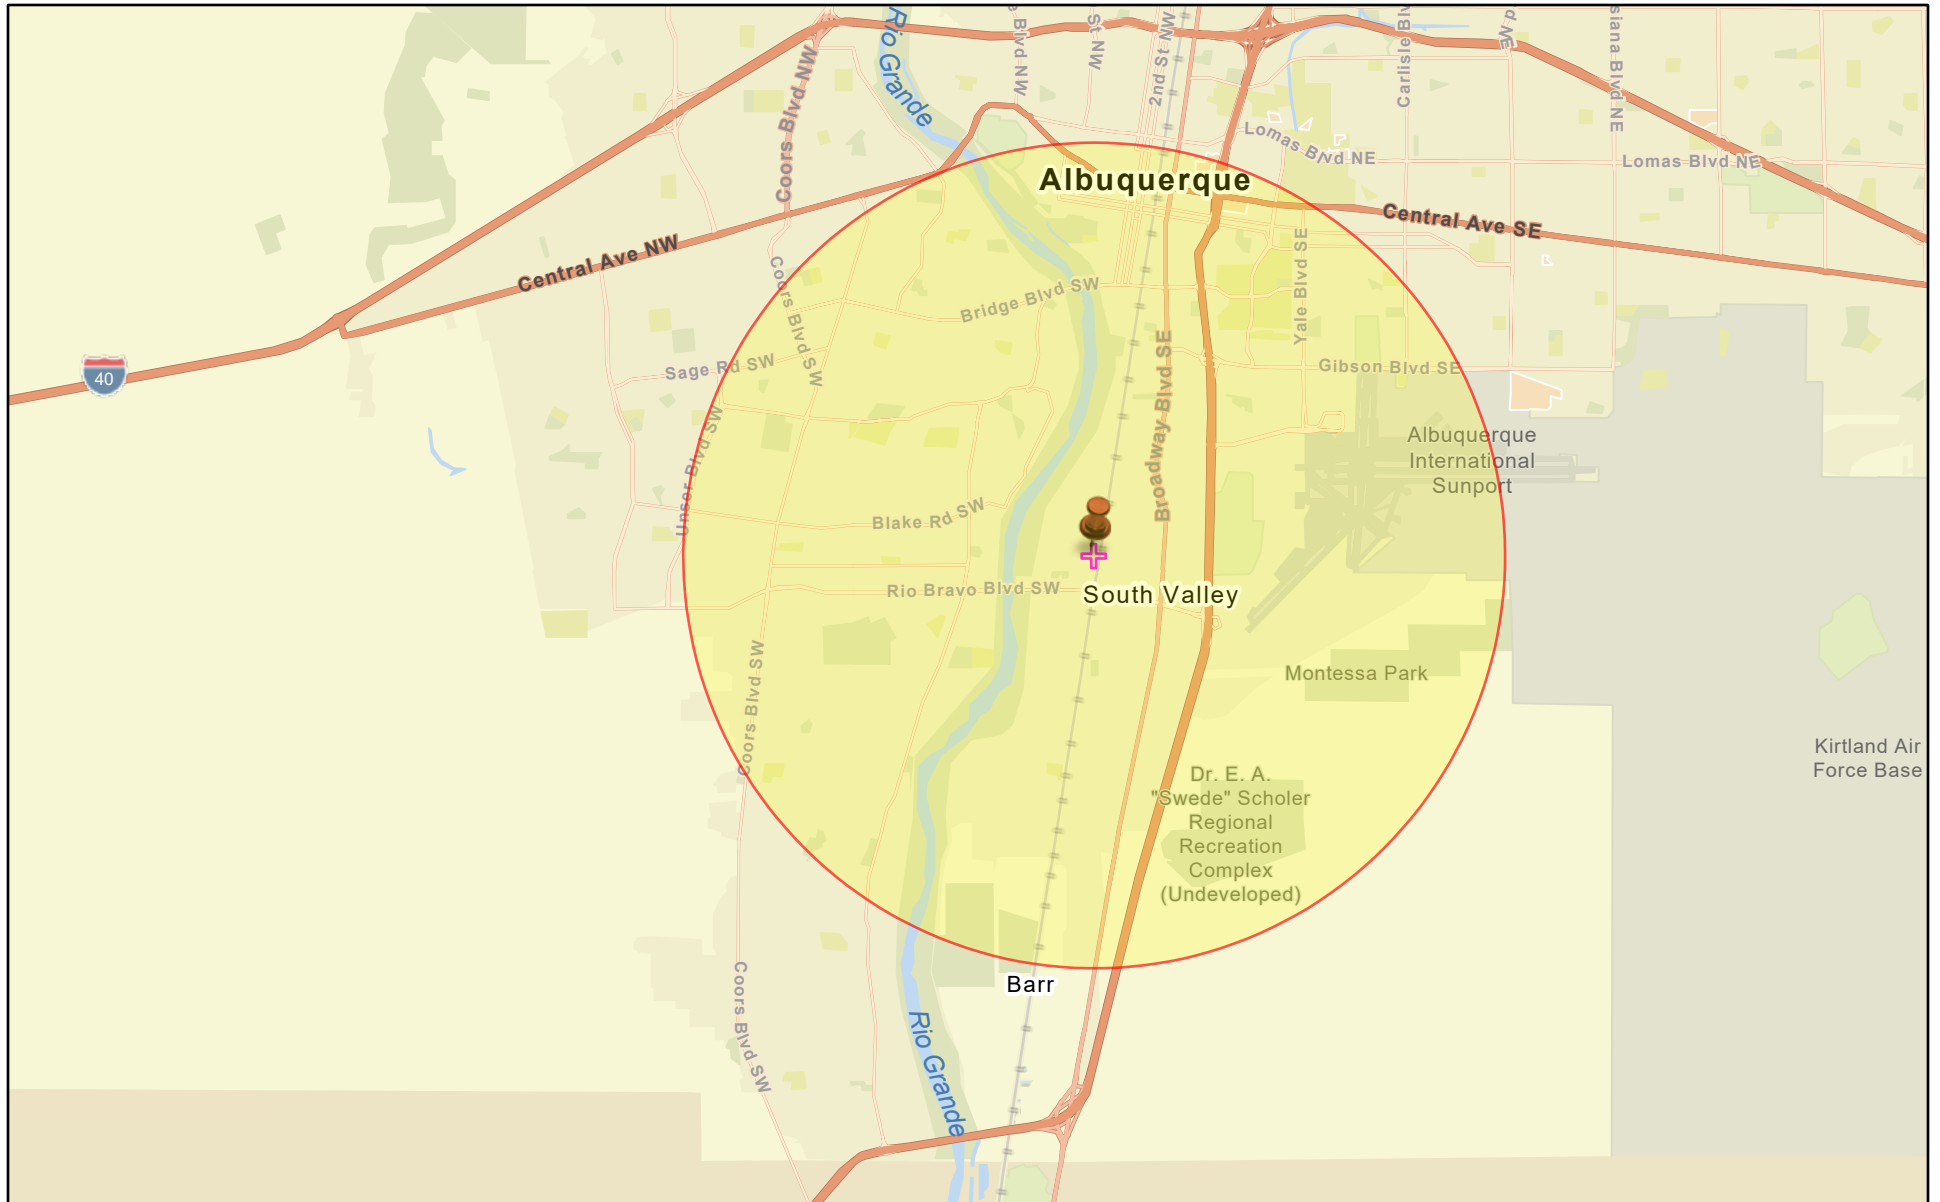 Rio Grande
Coors Blvd NW
Blvd NW
St NW
2nd St NW
Carlisle Blv
siana Blvd NE
Lomas Blvd NE
Lomas Blvd NE
Albuquerque
Central Ave SE
Central Ave NW
Coors Blvd SW
Bridge Blvd SW
Yale Blvd SE
Sage Rd SW
Gibson Blvd SE
40
Broadway Blvd SE
Unser Blvd SW
Albuquerque
International
Sunport
Blake Rd SW
Rio Bravo Blvd SW
South Valley
Coors Blvd SW
Montessa Park
Kirtland Air
Force Base
Dr. E. A.
"Swede" Scholer
Regional
Recreation
Complex
(Undeveloped)
Barr
Coors Blvd SW
Rio Grande